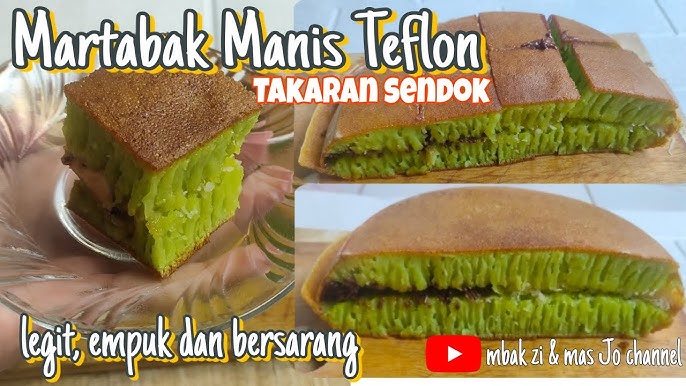 Martabak Manis Teflon
TAKARAN SENDOK
legit, empuk dan bersarang
mbak zi & mas Jo channel